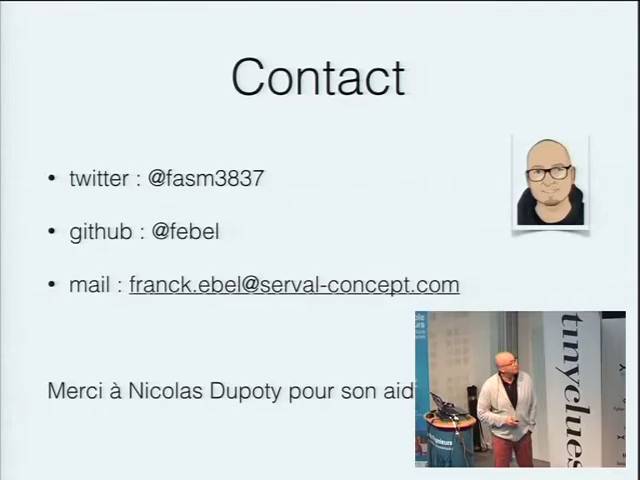 Contact
• twitter : @fasm3837
• github : @febel
• mail : franck.ebel@serval-concept.com
Merci à Nicolas Dupoty pour son aid
tinyclues